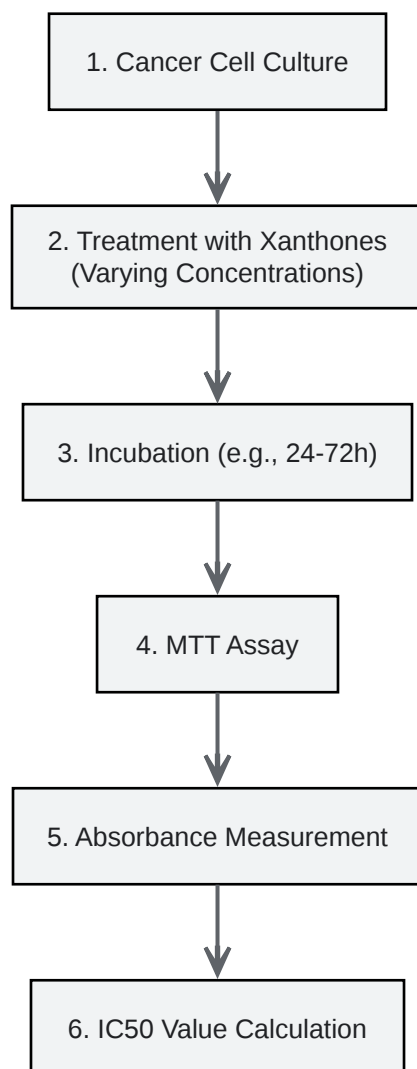 1. Cancer Cell Culture
2. Treatment with Xanthones
(Varying Concentrations)
3. Incubation (e.g., 24-72h)
4. MTT Assay
5. Absorbance Measurement
6. IC50 Value Calculation